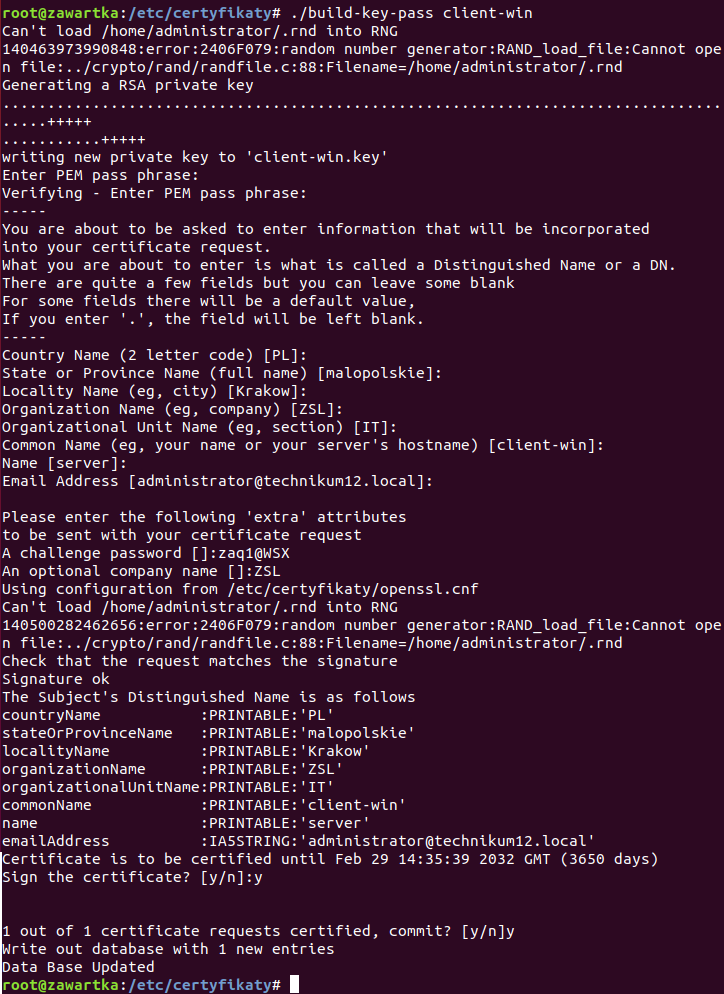 root@zawartka:/etc/certyfikaty# ./build-key-pass client-win
Can't load /home/administrator/.rnd into RNG
140463973990848:error:2406F079:random number generator:RAND_load_file:Cannot ope
n file:../crypto/rand/randfile.c:88:Filename=/home/administrator/.rnd
Generating a RSA private key
................................................................................
.....+++++
...........+++++
writing new private key to 'client-win.key'
Enter PEM pass phrase:
Verifying - Enter PEM pass phrase:
-----
You are about to be asked to enter information that will be incorporated
into your certificate request.
What you are about to enter is what is called a Distinguished Name or a DN.
There are quite a few fields but you can leave some blank
For some fields there will be a default value,
If you enter '.', the field will be left blank.
-----
Country Name (2 letter code) [PL]:
State or Province Name (full name) [malopolskie]:
Locality Name (eg, city) [Krakow]:
Organization Name (eg, company) [ZSL]:
Organizational Unit Name (eg, section) [IT]:
Common Name (eg, your name or your server's hostname) [client-win]:
Name [server]:
Email Address [administrator@technikum12.local]:

Please enter the following 'extra' attributes
to be sent with your certificate request
A challenge password []:zaq1@WSX
An optional company name []:ZSL
Using configuration from /etc/certyfikaty/openssl.cnf
Can't load /home/administrator/.rnd into RNG
140500282462656:error:2406F079:random number generator:RAND_load_file:Cannot ope
n file:../crypto/rand/randfile.c:88:Filename=/home/administrator/.rnd
Check that the request matches the signature
Signature ok
The Subject's Distinguished Name is as follows
countryName           :PRINTABLE:'PL'
stateOrProvinceName   :PRINTABLE:'malopolskie'
localityName          :PRINTABLE:'Krakow'
organizationName      :PRINTABLE:'ZSL'
organizationalUnitName:PRINTABLE:'IT'
commonName            :PRINTABLE:'client-win'
name                  :PRINTABLE:'server'
emailAddress          :IA5STRING:'administrator@technikum12.local'
Certificate is to be certified until Feb 29 14:35:39 2032 GMT (3650 days)
Sign the certificate? [y/n]:y

1 out of 1 certificate requests certified, commit? [y/n]y
Write out database with 1 new entries
Data Base Updated
root@zawartka:/etc/certyfikaty#